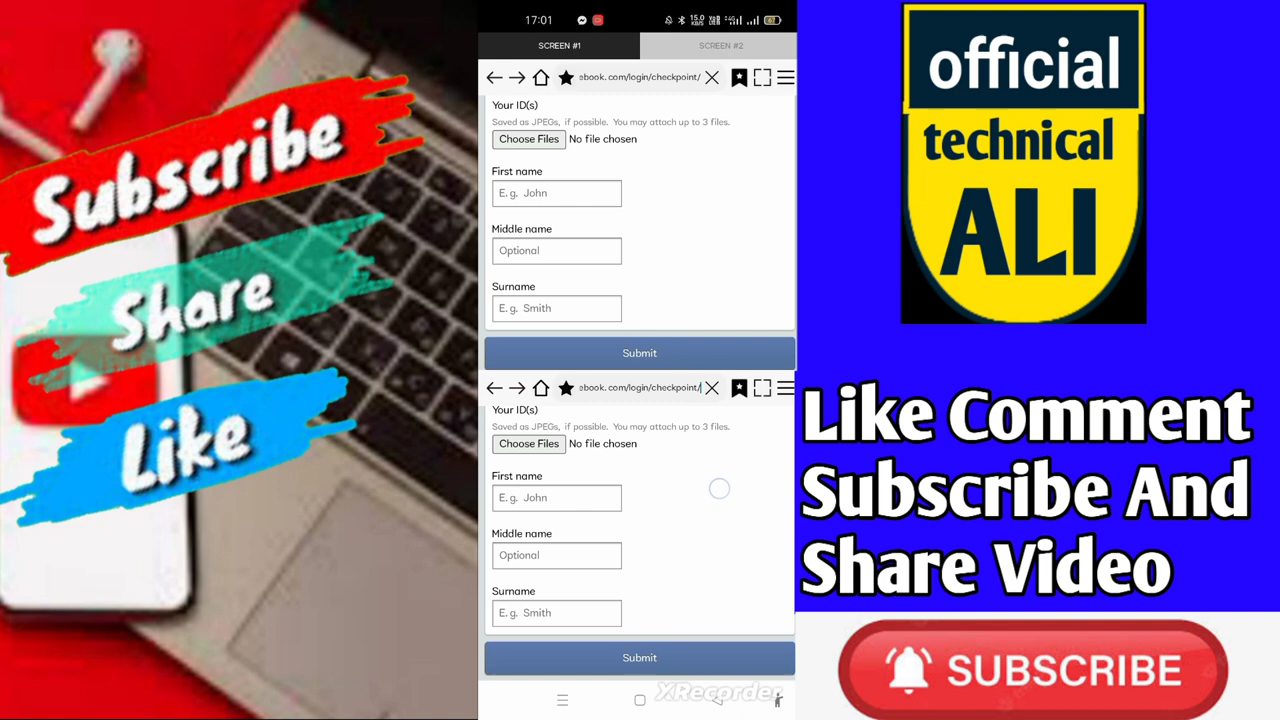 Subscribe
Share
Like
17:01
15.0 KB/S
67
SCREEN #1
SCREEN #2
ebook. com/login/checkpoint/
Your ID(s)
Saved as JPEGs, if possible. You may attach up to 3 files.
Choose Files No file chosen
First name
E. g. John
Middle name
Optional
Surname
E. g. Smith
Submit
ebook. com/login/checkpoint/
Your ID(s)
Saved as JPEGs, if possible. You may attach up to 3 files.
Choose Files No file chosen
First name
E. g. John
Middle name
Optional
Surname
E. g. Smith
Submit
XRecorder
official
technical
ALI
Like Comment
Subscribe And
Share Video
SUBSCRIBE